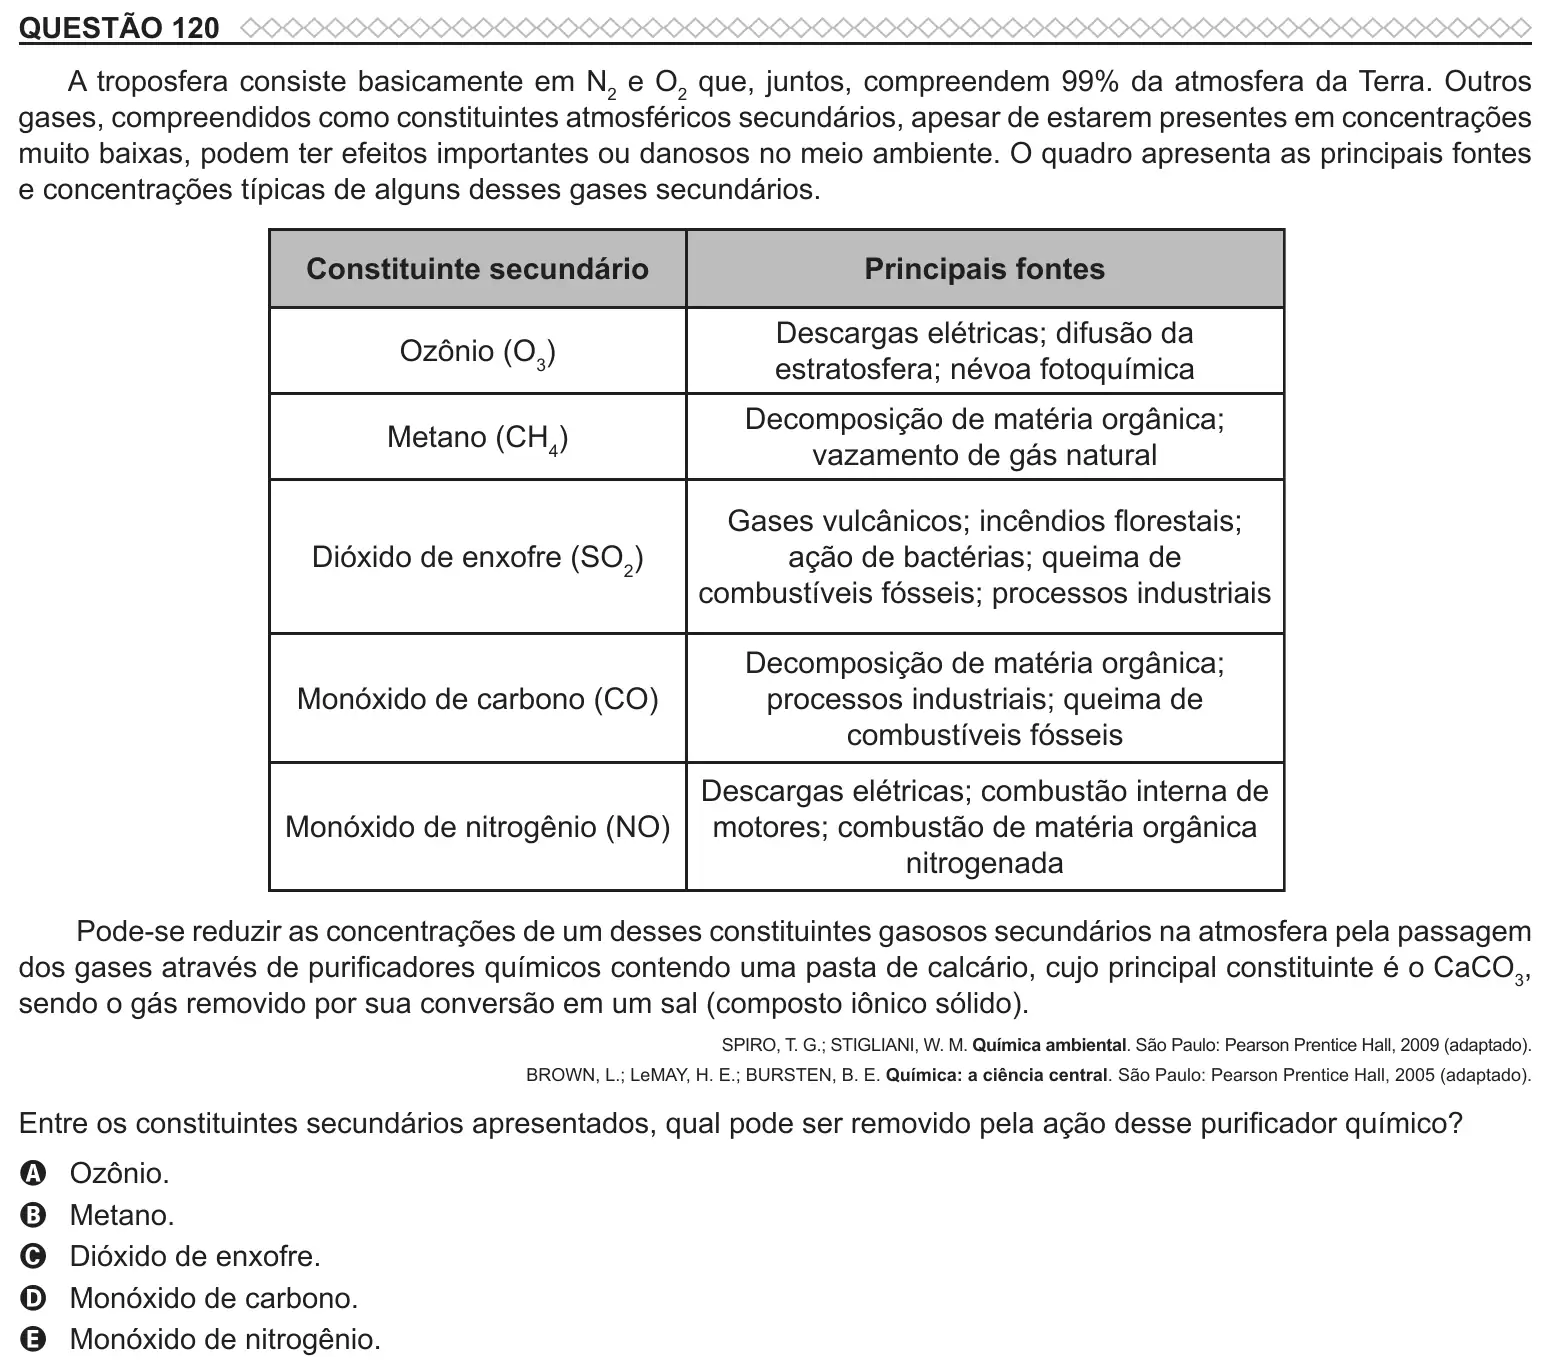 QUESTÃO 120
A troposfera consiste basicamente em N₂ e O₂ que, juntos, compreendem 99% da atmosfera da Terra. Outros
gases, compreendidos como constituintes atmosféricos secundários, apesar de estarem presentes em concentrações
muito baixas, podem ter efeitos importantes ou danosos no meio ambiente. O quadro apresenta as principais fontes
e concentrações típicas de alguns desses gases secundários.
Constituinte secundário
Principais fontes
Ozônio (O₃)
Descargas elétricas; difusão da
estratosfera; névoa fotoquímica
Metano (CH₄)
Decomposição de matéria orgânica;
vazamento de gás natural
Dióxido de enxofre (SO₂)
Gases vulcânicos; incêndios florestais;
ação de bactérias; queima de
combustíveis fósseis; processos industriais
Monóxido de carbono (CO)
Decomposição de matéria orgânica;
processos industriais; queima de
combustíveis fósseis
Monóxido de nitrogênio (NO)
Descargas elétricas; combustão interna de
motores; combustão de matéria orgânica
nitrogenada
Pode-se reduzir as concentrações de um desses constituintes gasosos secundários na atmosfera pela passagem
dos gases através de purificadores químicos contendo uma pasta de calcário, cujo principal constituinte é o CaCO₃,
sendo o gás removido por sua conversão em um sal (composto iônico sólido).
SPIRO, T. G.; STIGLIANI, W. M. Química ambiental. São Paulo: Pearson Prentice Hall, 2009 (adaptado).
BROWN, L.; LeMAY, H. E.; BURSTEN, B. E. Química: a ciência central. São Paulo: Pearson Prentice Hall, 2005 (adaptado).
Entre os constituintes secundários apresentados, qual pode ser removido pela ação desse purificador químico?
A Ozônio.
B Metano.
C Dióxido de enxofre.
D Monóxido de carbono.
E Monóxido de nitrogênio.